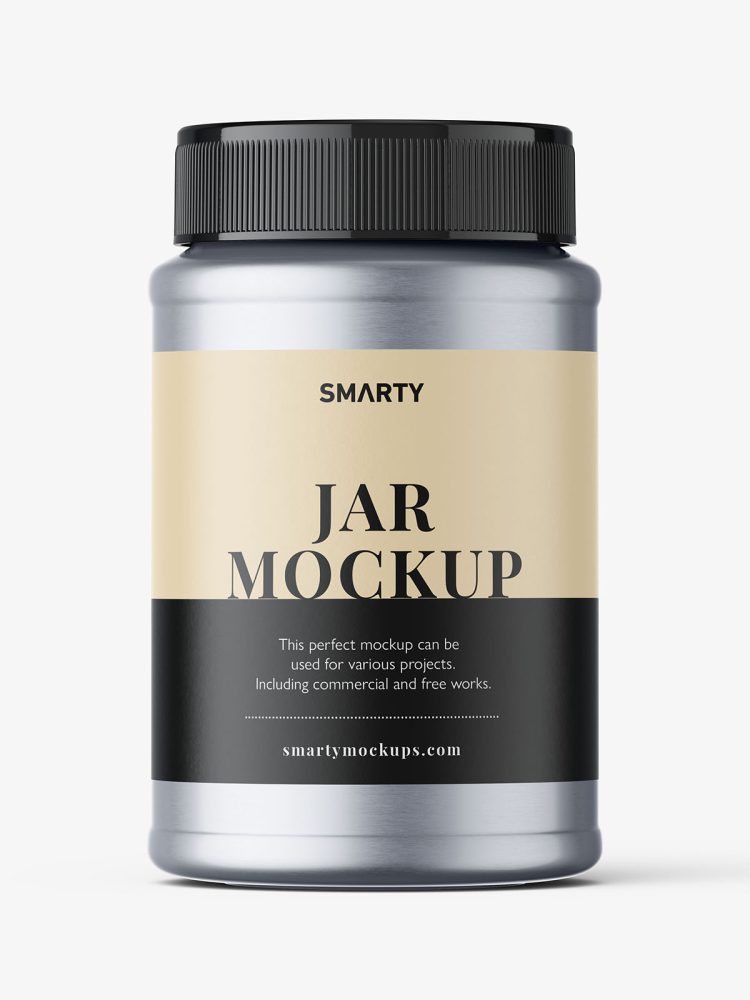 SMARTY
JAR
MOCKUP
This perfect mockup can be
used for various projects.
Including commercial and free works.
smartymockups.com